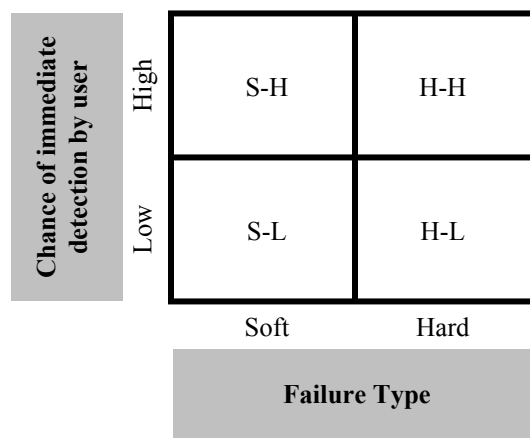 Chance of immediate
detection by user
High
S-H
H-H
Low
S-L
H-L
Soft
Hard
Failure Type